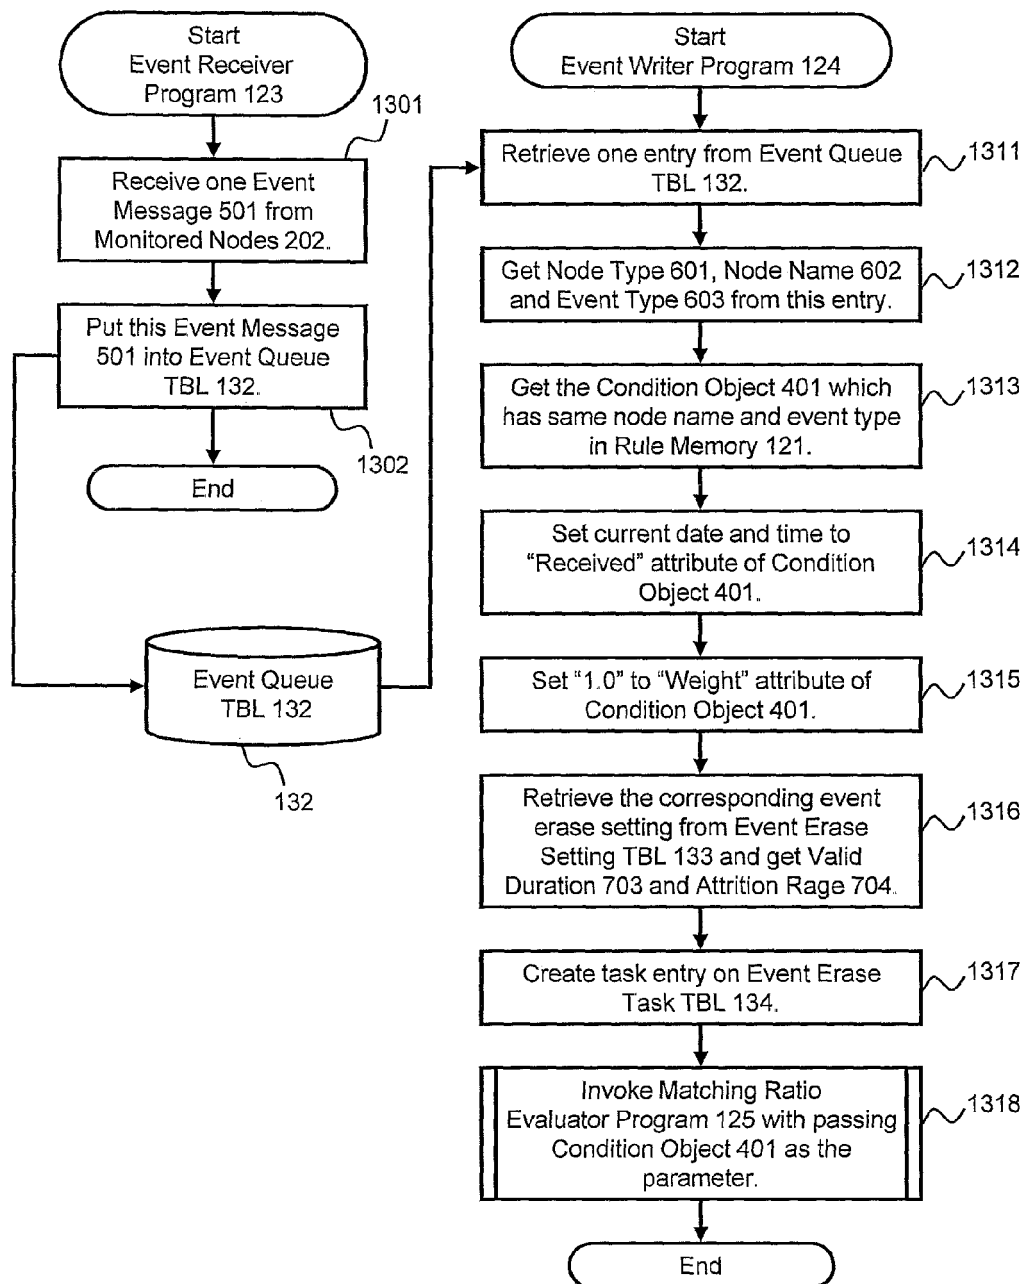 Start
Event Receiver
Program 123
1301
Receive one Event
Message 501 from
Monitored Nodes 202.
Put this Event Message
501 into Event Queue
TBL 132.
1302
End
Event Queue
TBL 132
132
Start
Event Writer Program 124
Retrieve one entry from Event Queue
TBL 132.
1311
Get Node Type 601, Node Name 602
and Event Type 603 from this entry.
1312
Get the Condition Object 401 which
has same node name and event type
in Rule Memory 121.
1313
Set current date and time to
“Received” attribute of Condition
Object 401.
1314
Set “1.0” to “Weight” attribute of
Condition Object 401.
1315
Retrieve the corresponding event
erase setting from Event Erase
Setting TBL 133 and get Valid
Duration 703 and Attrition Rage 704.
1316
Create task entry on Event Erase
Task TBL 134.
1317
Invoke Matching Ratio
Evaluator Program 125 with passing
Condition Object 401 as the
parameter.
1318
End